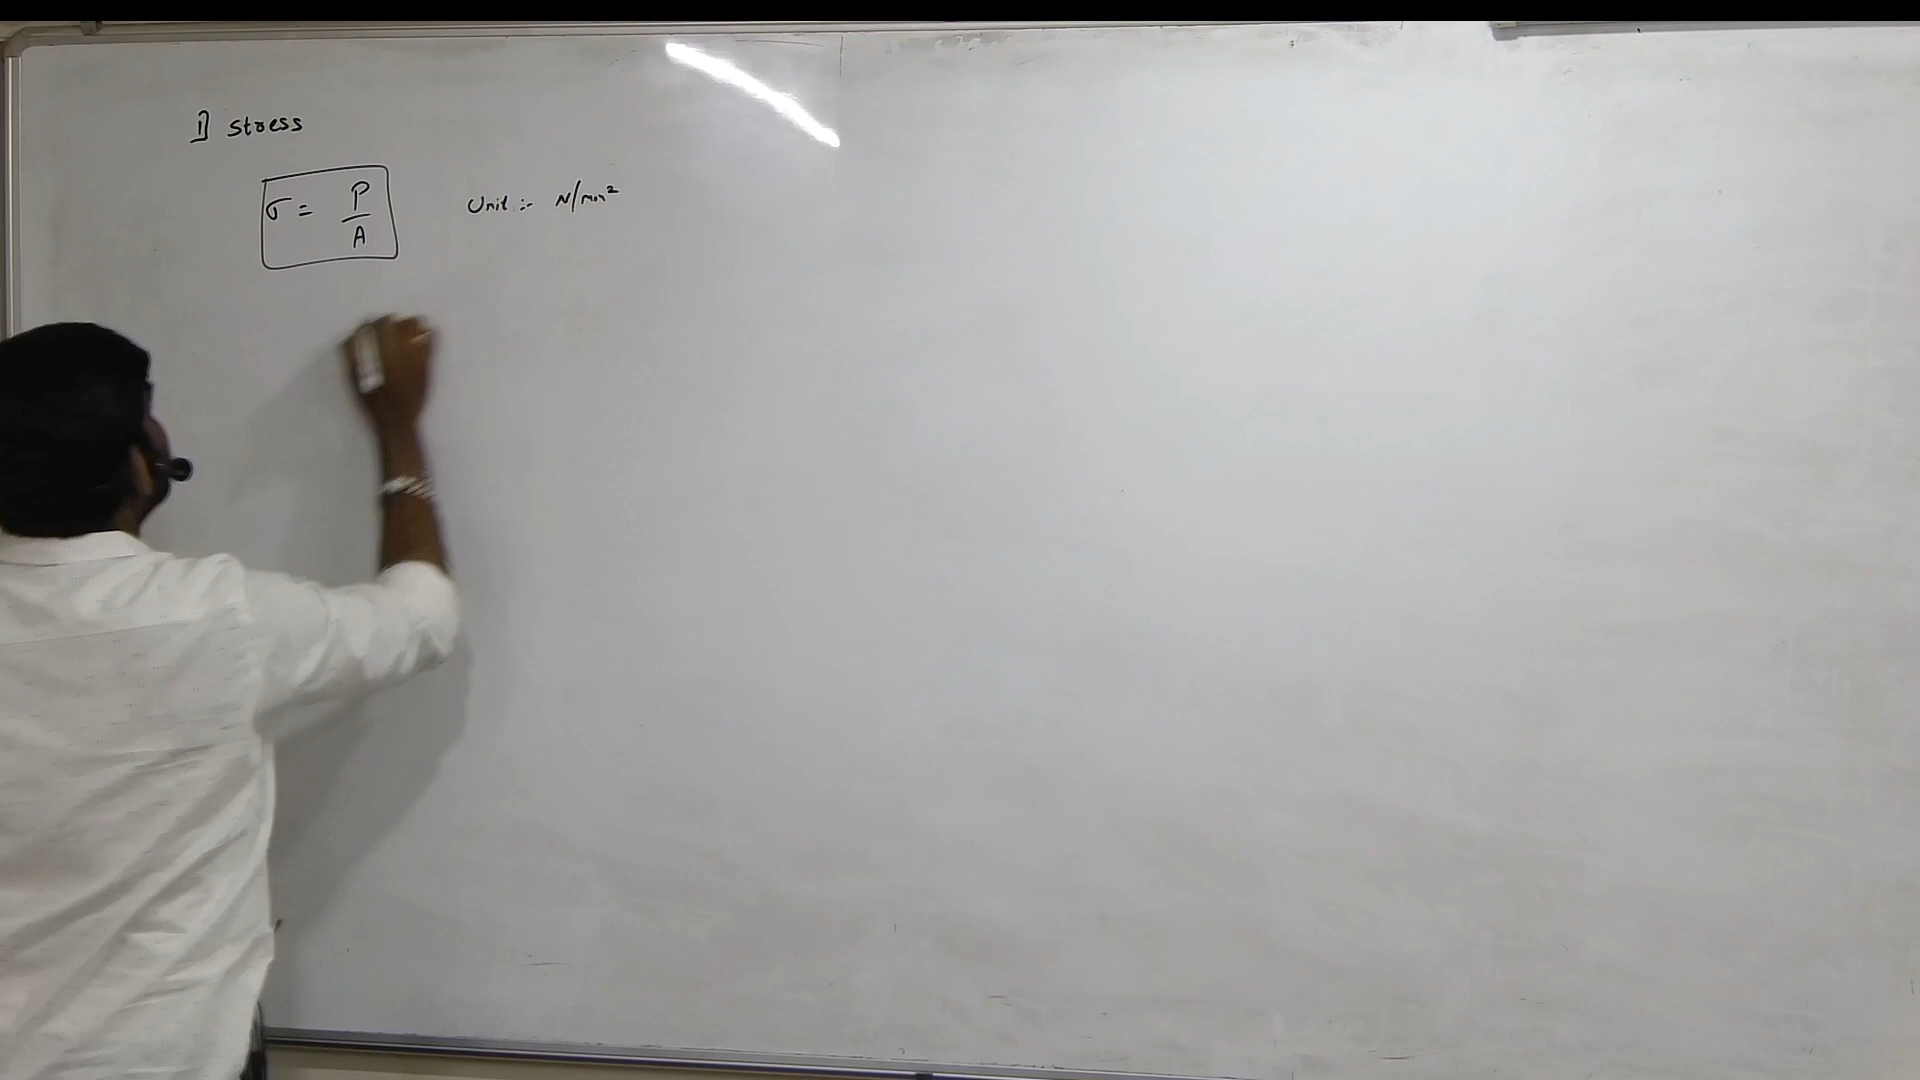 1] stress
σ = P/A Unit :- N/mm²